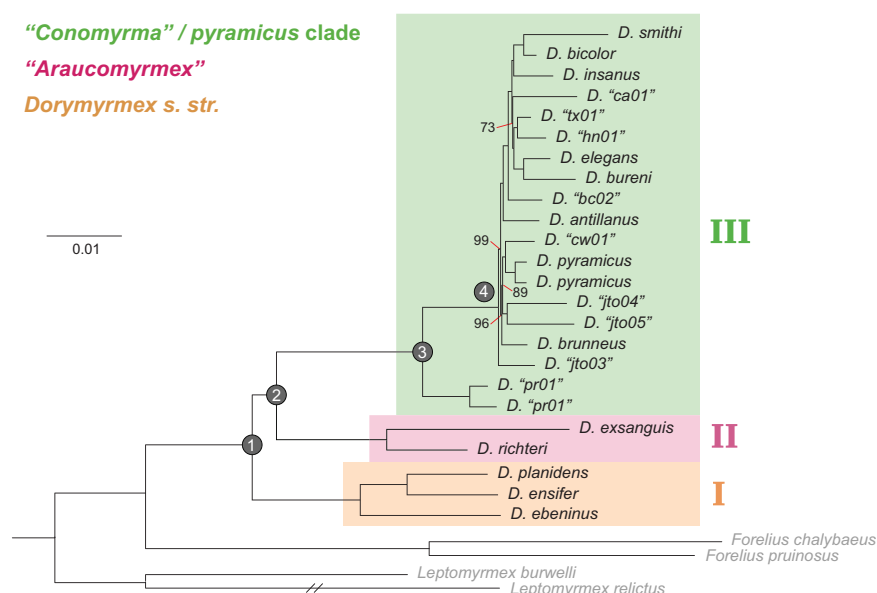 “Conomyrma” / pyramicus clade
“Araucomyrmex”
Dorymyrmex s. str.
0.01
D. smithi
D. bicolor
D. insanus
D. “ca01”
D. “tx01”
73
D. “hn01”
D. elegans
D. bureni
D. “bc02”
D. antillanus
III
D. “cw01”
99
D. pyramicus
D. pyramicus
4
89
D. “jto04”
D. “jto05”
96
D. brunneus
3
D. “jto03”
D. “pr01”
2
D. “pr01”
D. exsanguis
II
1
D. richteri
D. planidens
D. ensifer
I
D. ebeninus
Forelius chalybaeus
Forelius pruinosus
Leptomyrmex burwelli
Leptomyrmex relictus